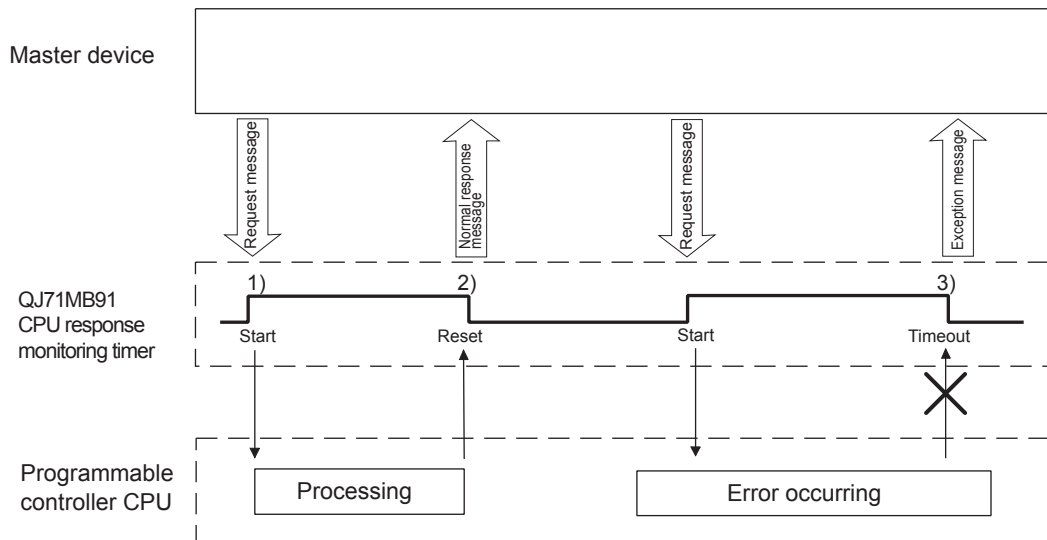 Master device
Request message
Normal response
message
Request message
Exception message
QJ71MB91
CPU response
monitoring timer
1)
2)
3)
Start
Reset
Start
Timeout
Programmable
controller CPU
Processing
Error occurring